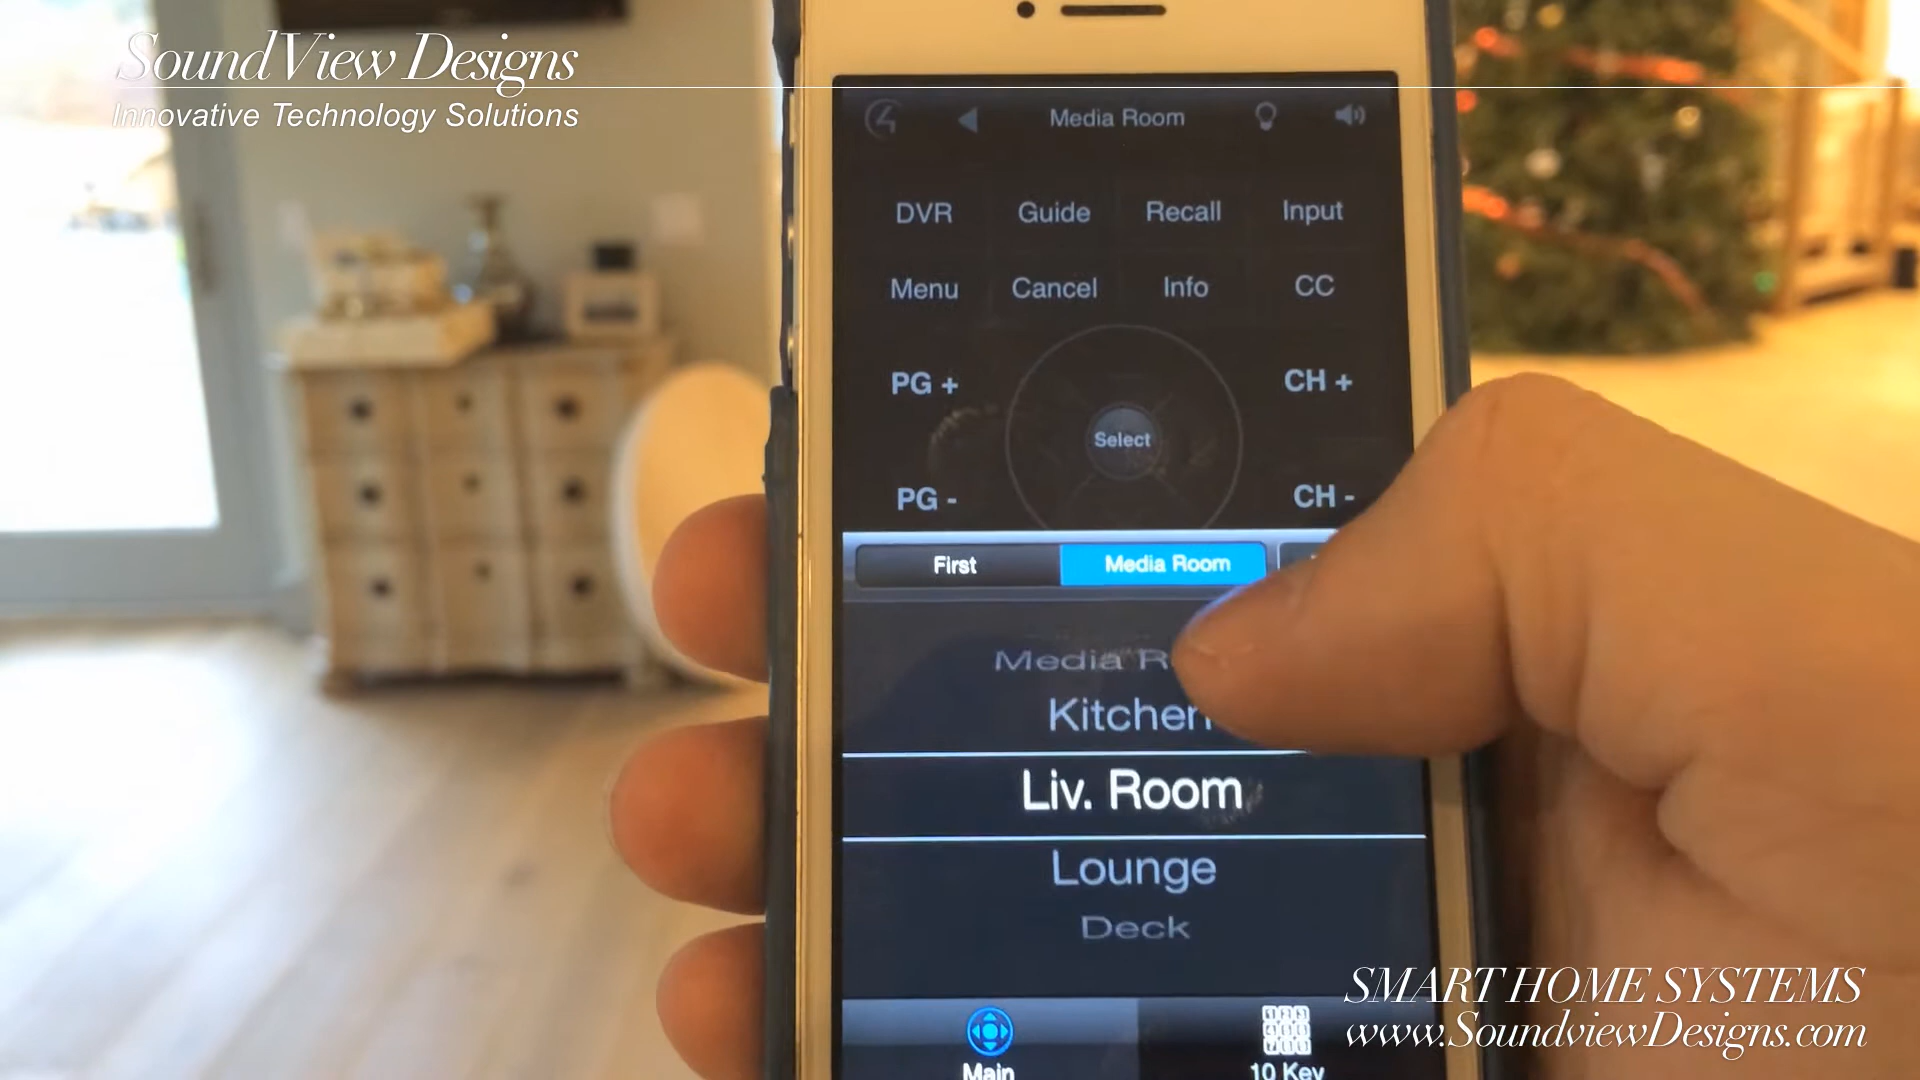 SoundView Designs
Innovative Technology Solutions
Media Room
DVR Guide Recall Input
Menu Cancel Info CC
PG + CH +
Select
PG - CH -
First Media Room
Media
Kitchen
Liv. Room
Lounge
Deck
Main 10 Key
SMART HOME SYSTEMS
www.SoundviewDesigns.com